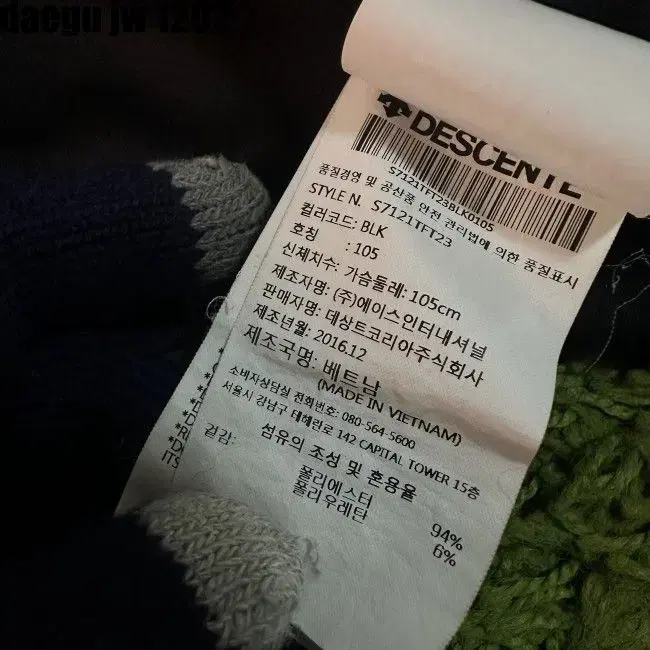 daegu jw 1202
DESCENTE
S7121TFT23BLK0105
품질경영 및 공산품 안전 관리법에 의한 품질표시
STYLE N. S7121TFT23
컬러코드: BLK
호칭 : 105
신체치수: 가슴둘레: 105cm
제조자명: (주)에이스인터내셔널
판매자명: 데상트코리아주식회사
제조년월: 2016.12
제조국명: 베트남
(MADE IN VIETNAM)
소비자상담실 전화번호: 080-564-5600
서울시 강남구 테헤란로 142 CAPITAL TOWER 15층
섬유의 조성 및 혼용율
겉감: 폴리에스터 94%
폴리우레탄 6%
ITS